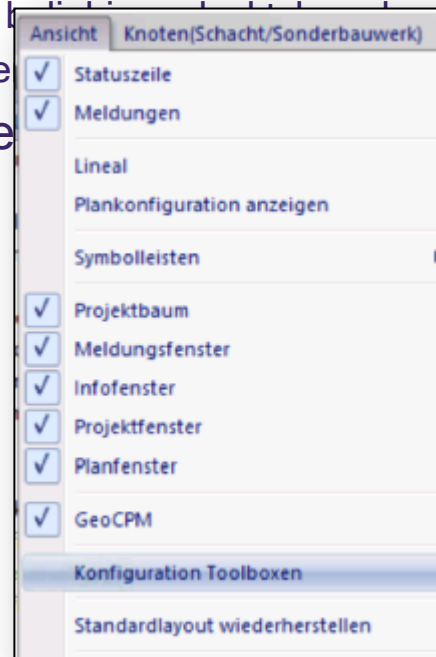 Ansicht Knoten(Schacht/Sonderbauwerk)
Statuszeile
Meldungen
Lineal
Plankonfiguration anzeigen
Symbolleisten
Projektbaum
Meldungsfenster
Infofenster
Projektfenster
Planfenster
GeoCPM
Konfiguration Toolboxen
Standardlayout wiederherstellen